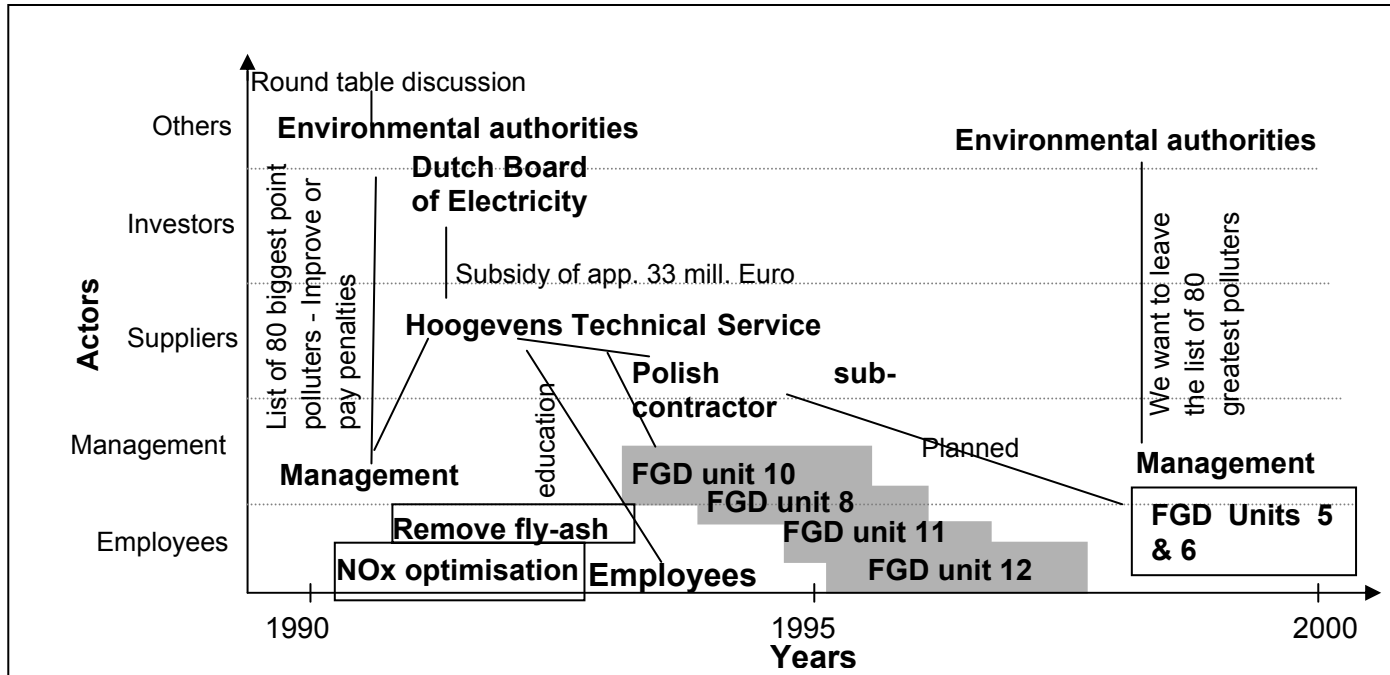 Round table discussion
Others
Environmental authorities
Environmental authorities
Dutch Board
of Electricity
Investors
List of 80 biggest point
polluters - Improve or
pay penalties
We want to leave
the list of 80
greatest polluters
Subsidy of app. 33 mill. Euro
Actors
Suppliers
Hoogevens Technical Service
Polish sub-
contractor
education
Management
Planned
Management
Management
FGD unit 10
FGD unit 8
FGD Units 5
& 6
Employees
Remove fly-ash
FGD unit 11
NOx optimisation
Employees
FGD unit 12
1990
1995
2000
Years